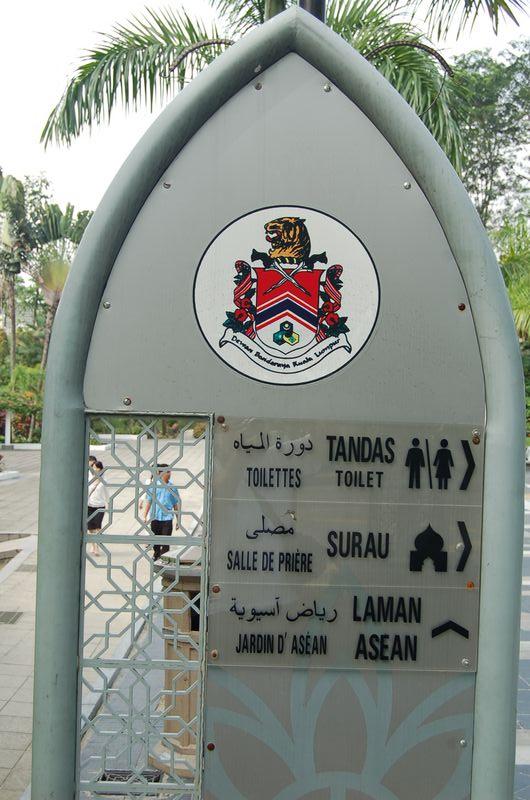 Dewan Bandaraya Kuala Lumpur
دورة المياه TANDAS
TOILETTES TOILET
مصلى SURAU
SALLE DE PRIÈRE
رياض آسيوية LAMAN
JARDIN D' ASÉAN ASEAN